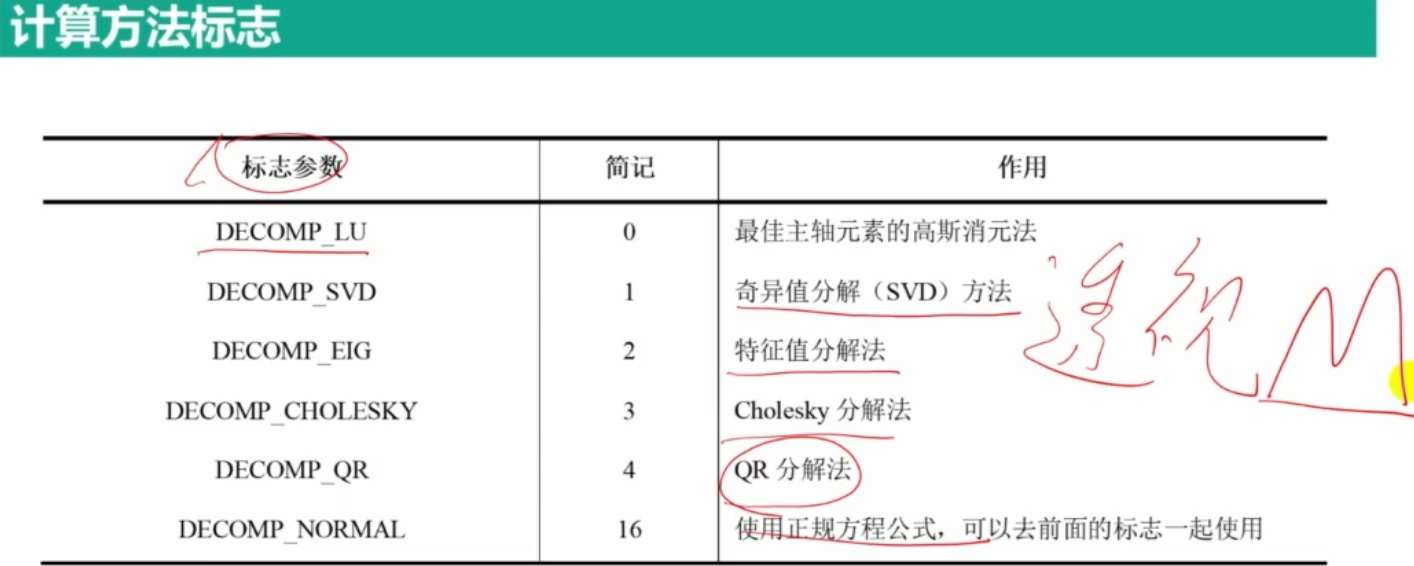 计算方法标志
标志参数 简记 作用
DECOMP_LU 0 最佳主轴元素的高斯消元法
DECOMP_SVD 1 奇异值分解（SVD）方法
DECOMP_EIG 2 特征值分解法
透视 M
DECOMP_CHOLESKY 3 Cholesky 分解法
DECOMP_QR 4 QR 分解法
DECOMP_NORMAL 16 使用正规方程公式，可以去前面的标志一起使用